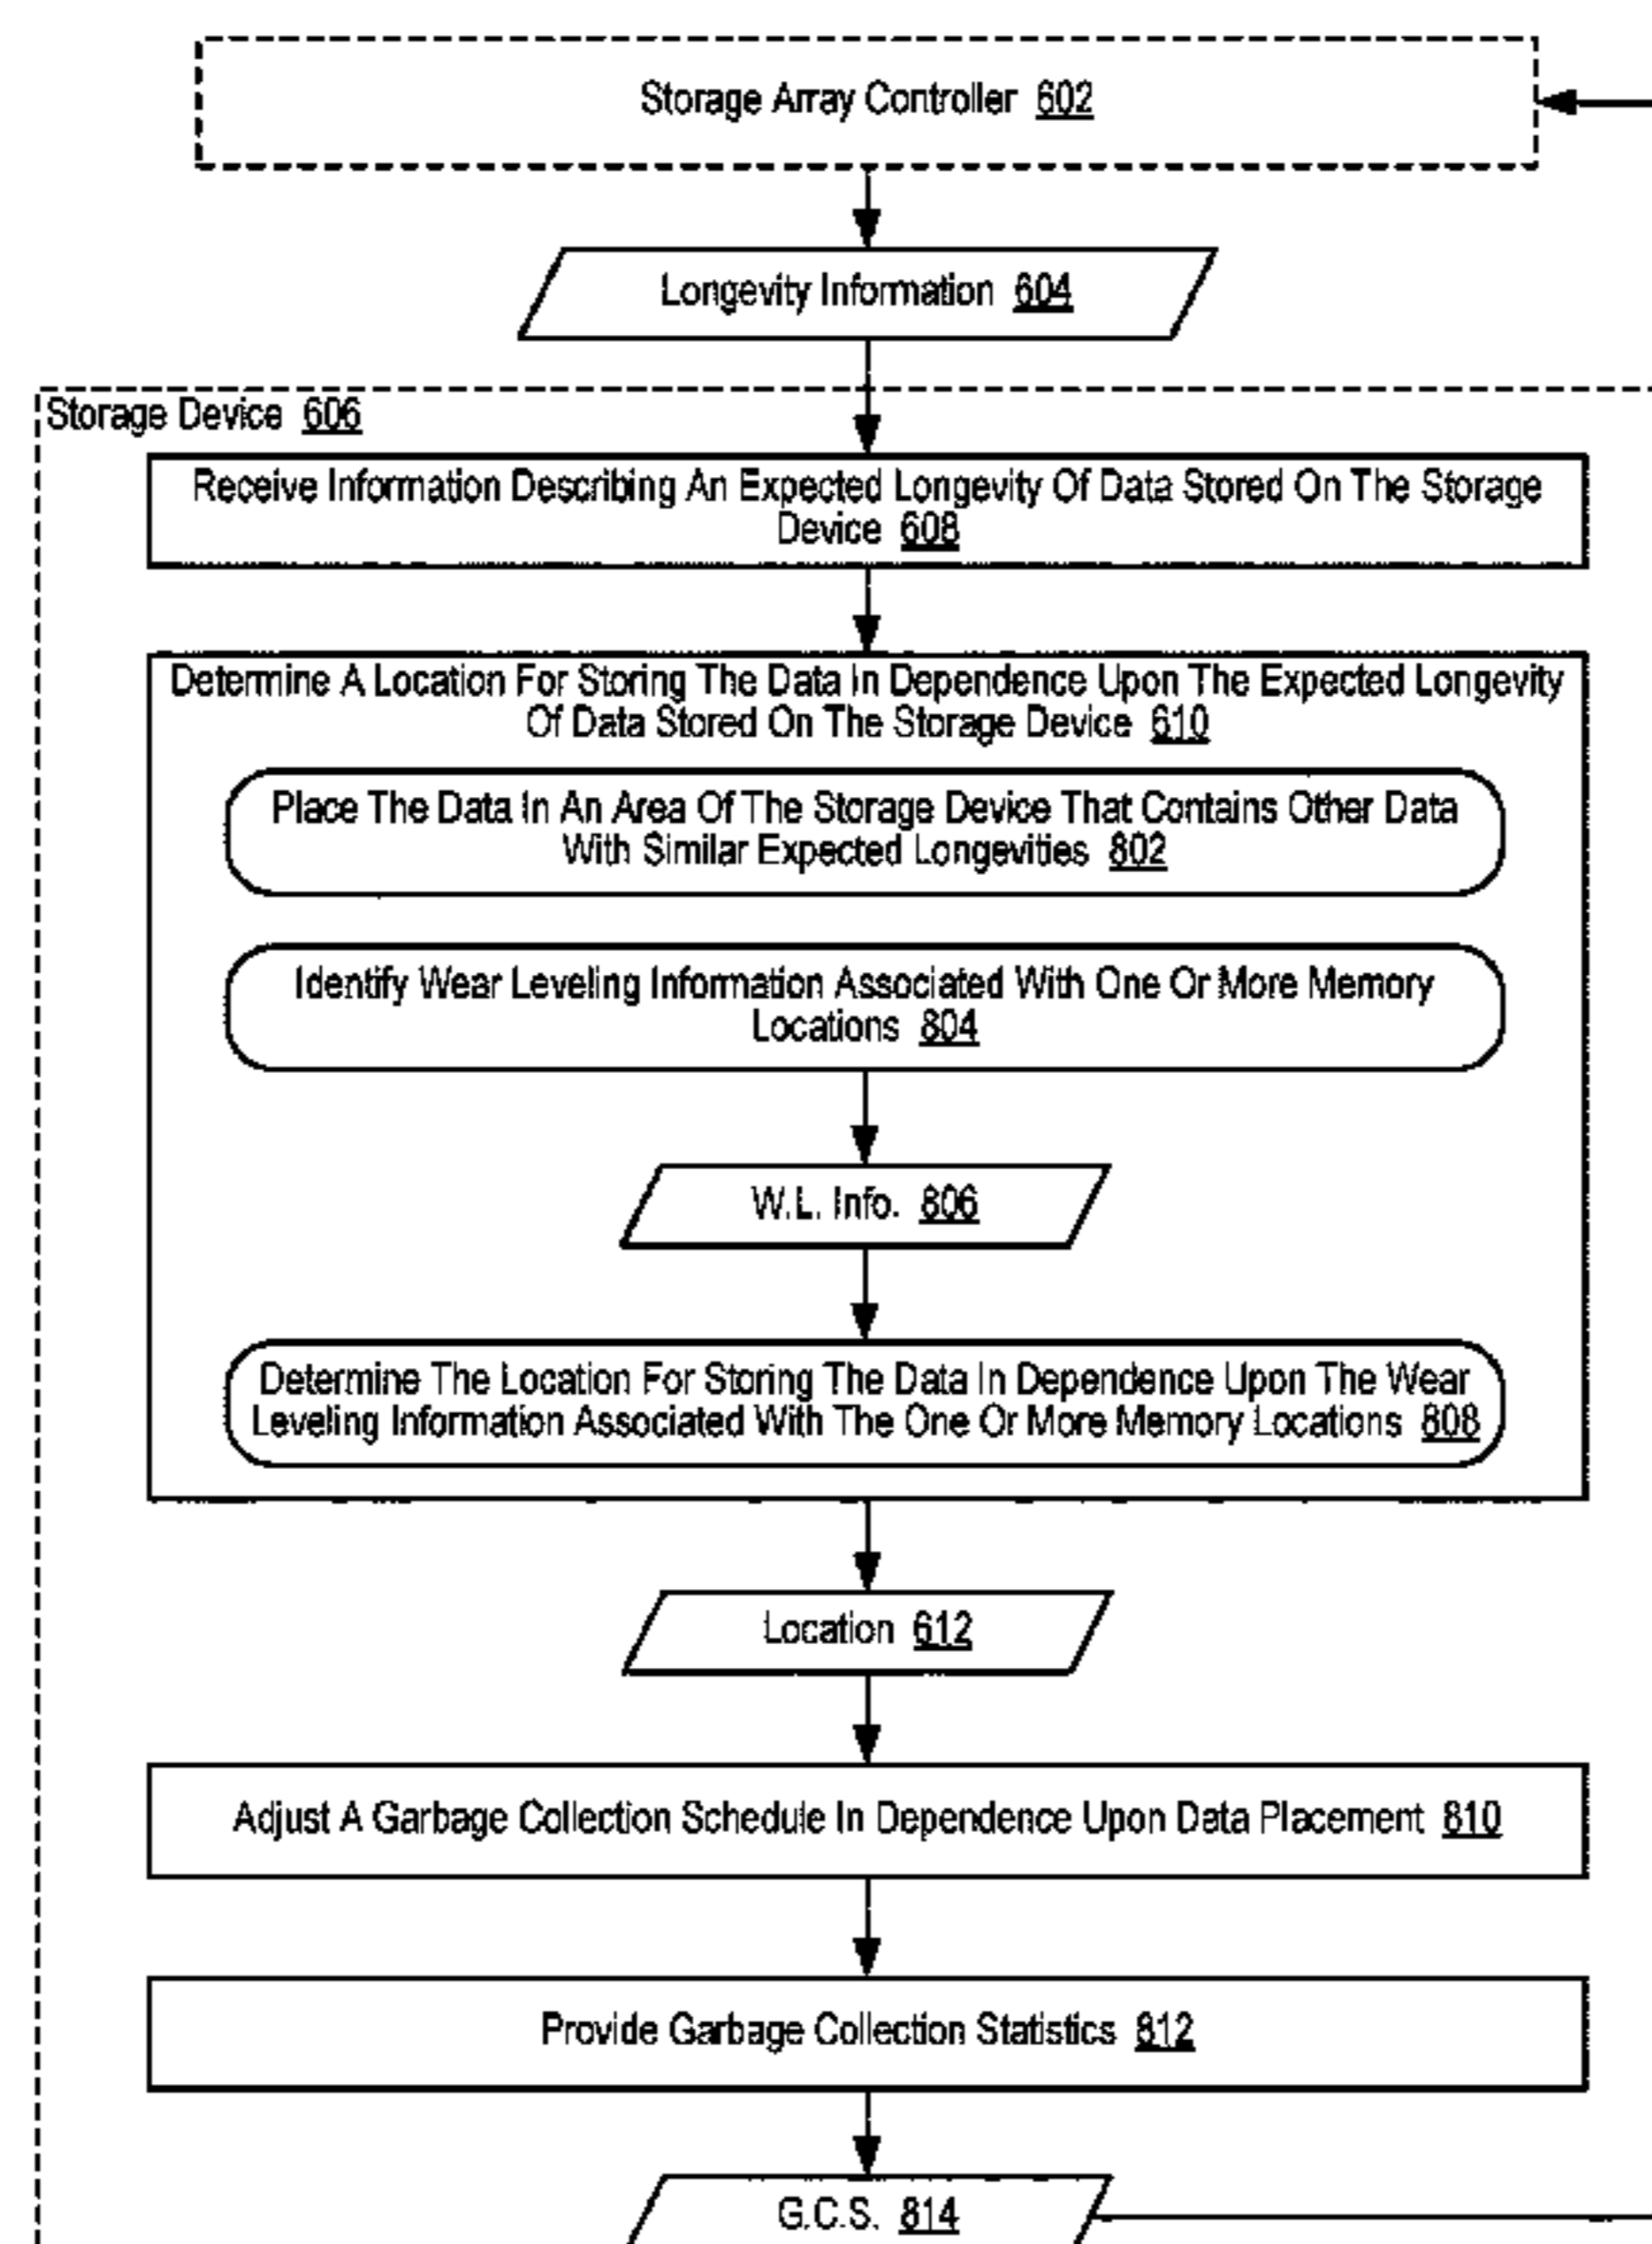 Storage Array Controller 602
Longevity Information 604
Storage Device 606
Receive Information Describing An Expected Longevity Of Data Stored On The Storage
Device 608
Determine A Location For Storing The Data In Dependence Upon The Expected Longevity
Of Data Stored On The Storage Device 610
Place The Data In An Area Of The Storage Device That Contains Other Data
With Similar Expected Longevities 802
Identify Wear Leveling Information Associated With One Or More Memory
Locations 804
W.L. Info. 806
Determine The Location For Storing The Data In Dependence Upon The Wear
Leveling Information Associated With The One Or More Memory Locations 808
Location 612
Adjust A Garbage Collection Schedule In Dependence Upon Data Placement 810
Provide Garbage Collection Statistics 812
G.C.S. 814